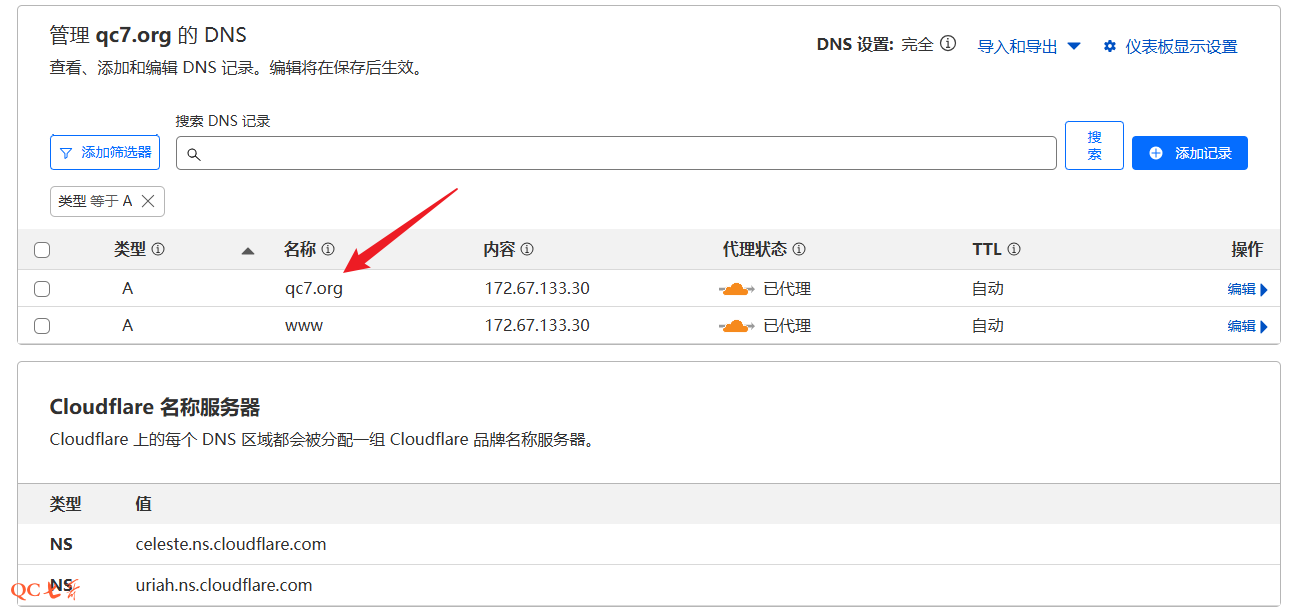 管理 qc7.org 的 DNS
查看、添加和编辑 DNS 记录。编辑将在保存后生效。
DNS 设置: 完全 导入和导出 仪表板显示设置
搜索 DNS 记录
添加筛选器
搜索
添加记录
类型 等于 A
类型 名称 内容 代理状态 TTL 操作
A qc7.org 172.67.133.30 已代理 自动 编辑
A www 172.67.133.30 已代理 自动 编辑
Cloudflare 名称服务器
Cloudflare 上的每个 DNS 区域都会被分配一组 Cloudflare 品牌名称服务器。
类型 值
NS celeste.ns.cloudflare.com
NS uriah.ns.cloudflare.com
QC七哥